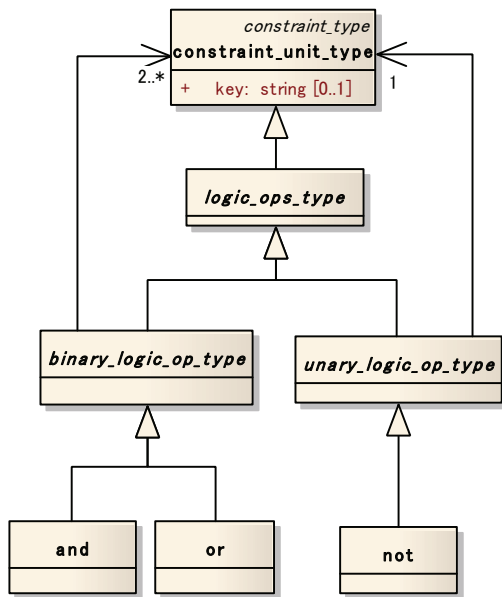 constraint_type
constraint_unit_type
+ key: string [0..1]
2..*
1
logic_ops_type
binary_logic_op_type
unary_logic_op_type
and
or
not